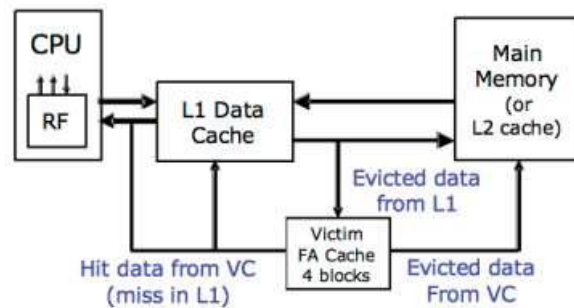 CPU
RF
L1 Data
Cache
Main
Memory
(or
L2 cache)
Evicted data
from L1
Victim
FA Cache
4 blocks
Hit data from VC
(miss in L1)
Evicted data
From VC